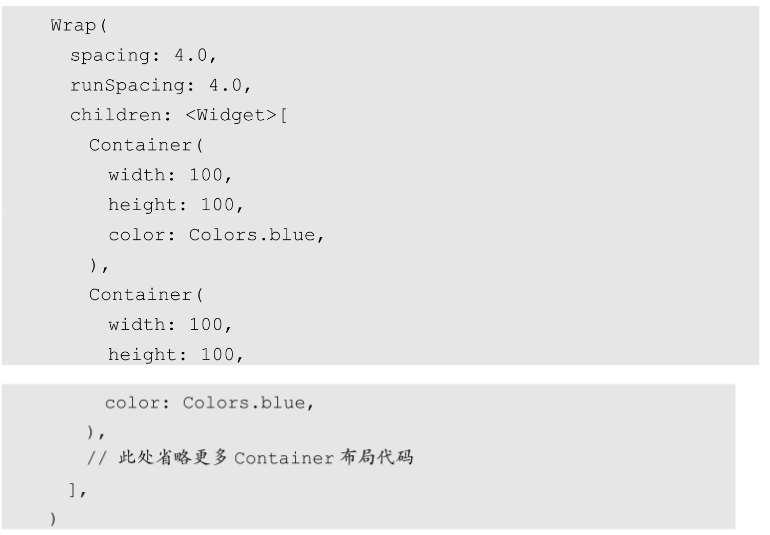 Wrap(
  spacing: 4.0,
  runSpacing: 4.0,
  children: <Widget>[
    Container(
      width: 100,
      height: 100,
      color: Colors.blue,
    ),
    Container(
      width: 100,
      height: 100,
      color: Colors.blue,
    ),
    // 此处省略更多 Container 布局代码
  ],
)